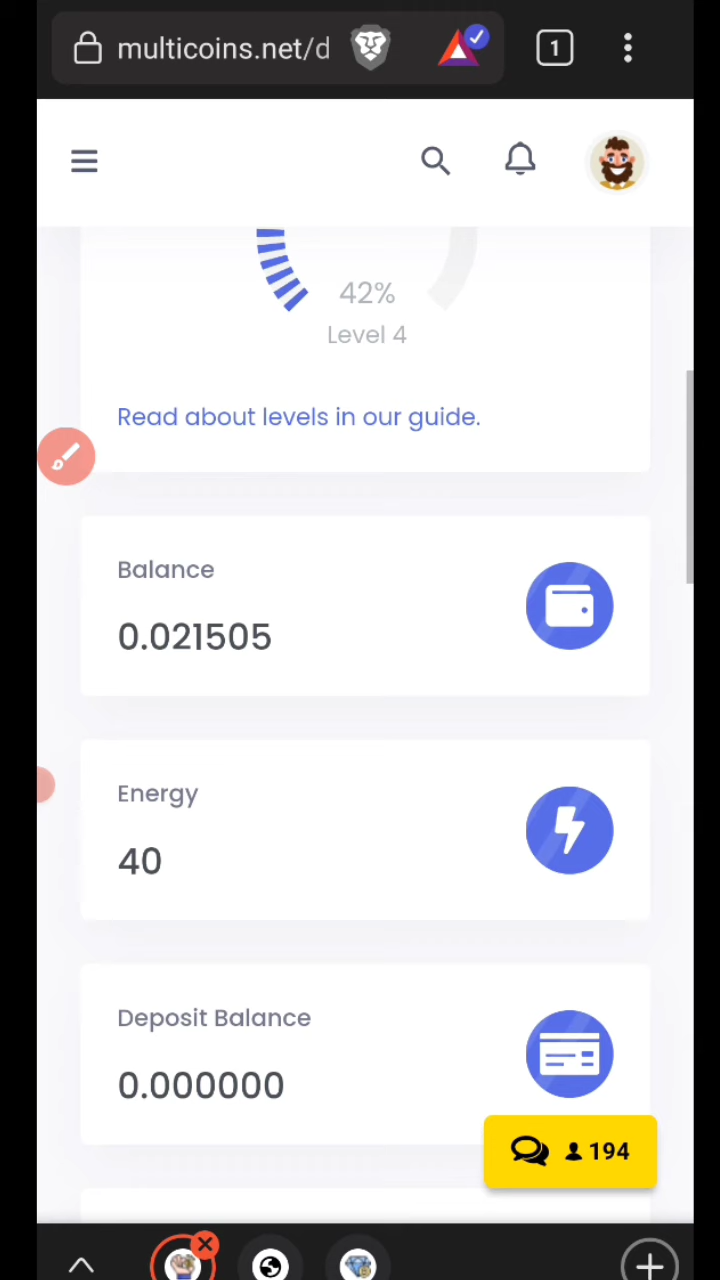 multicoins.net/d
1
42%
Level 4
Read about levels in our guide.
Balance
0.021505
Energy
40
Deposit Balance
0.000000
194